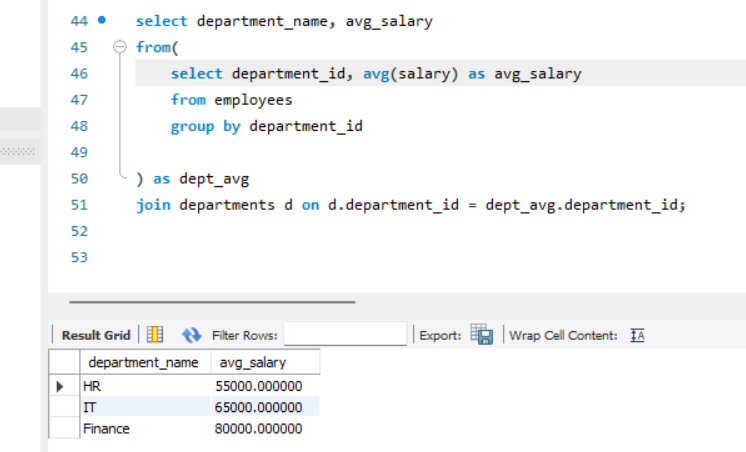 44 select department_name, avg_salary
45 from(
46 select department_id, avg(salary) as avg_salary
47 from employees
48 group by department_id
49
50 ) as dept_avg
51 join departments d on d.department_id = dept_avg.department_id;
52
53
Result Grid Filter Rows: Export: Wrap Cell Content: IA
department_name avg_salary
HR 55000.000000
IT 65000.000000
Finance 80000.000000